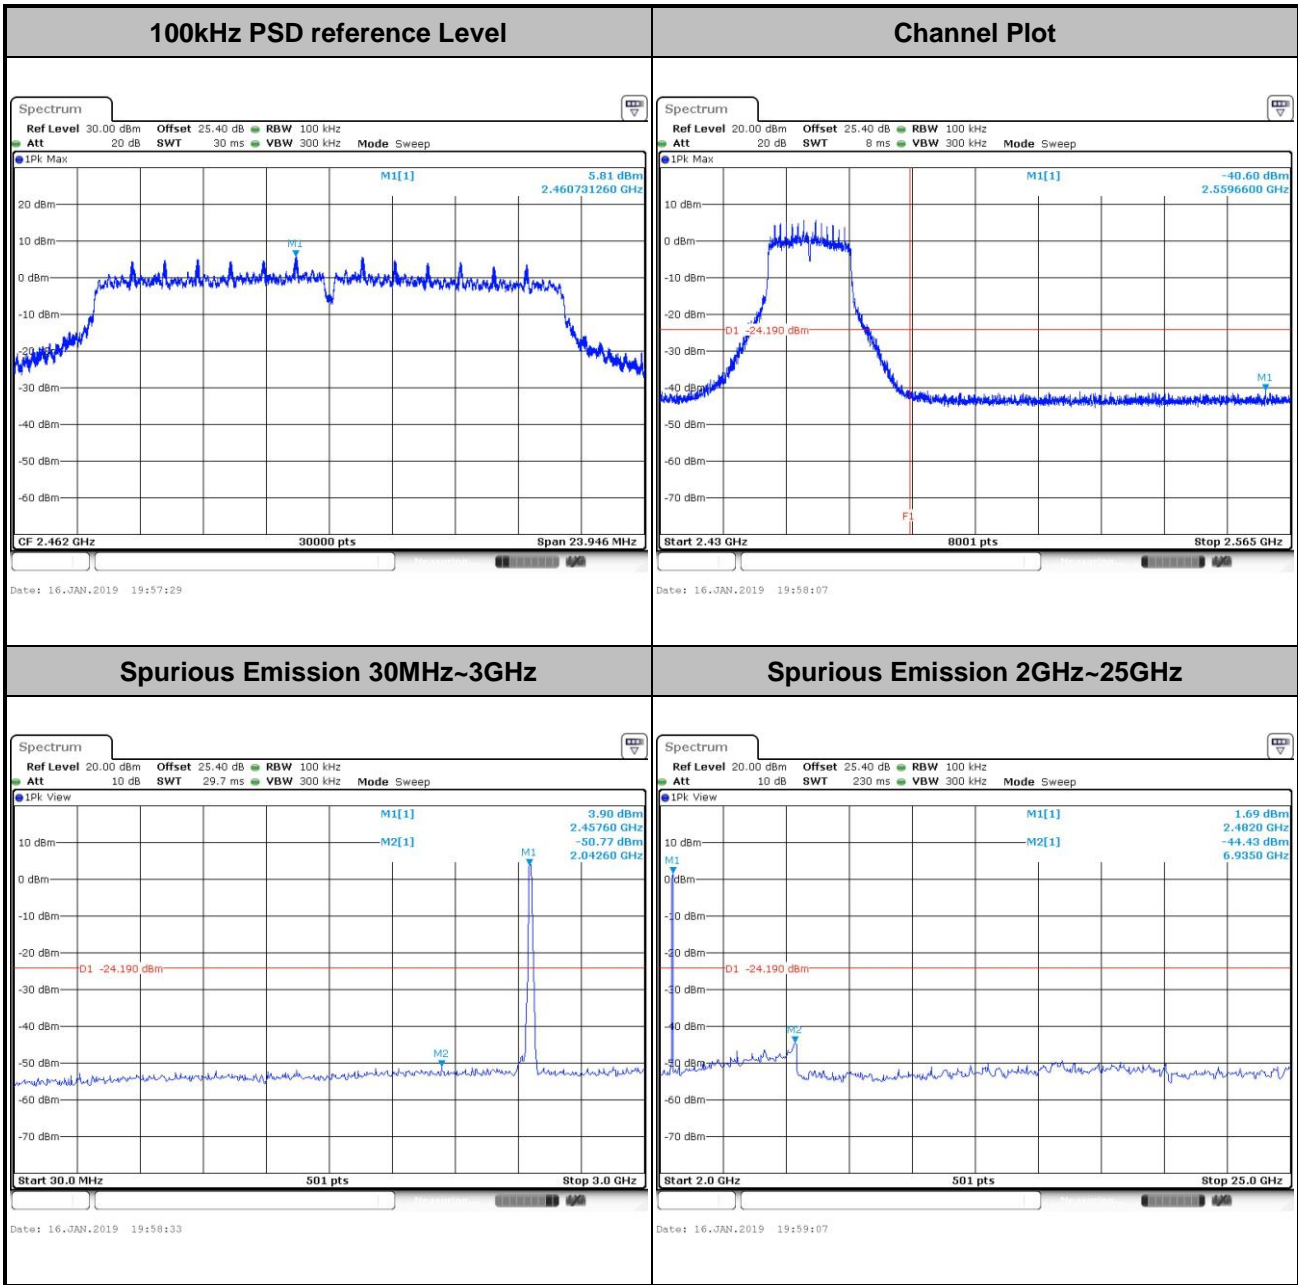 100kHz PSD reference Level
Channel Plot
Spectrum
Ref Level 30.00 dBm Offset 25.40 dB RBW 100 kHz
Att 20 dB SWT 30 ms VBW 300 kHz Mode Sweep
1Pk Max
M1[1] 5.81 dBm
2.460731260 GHz
20 dBm
10 dBm
M1
0 dBm
-10 dBm
-20 dBm
-30 dBm
-40 dBm
-50 dBm
-60 dBm
CF 2.462 GHz 30000 pts Span 23.946 MHz
Date: 16.JAN.2019 19:57:29
Spectrum
Ref Level 20.00 dBm Offset 25.40 dB RBW 100 kHz
Att 20 dB SWT 8 ms VBW 300 kHz Mode Sweep
1Pk Max
M1[1] -40.60 dBm
2.5596600 GHz
10 dBm
0 dBm
-10 dBm
-20 dBm
D1 -24.190 dBm
-30 dBm
M1
-40 dBm
-50 dBm
-60 dBm
-70 dBm
F1
Start 2.43 GHz 8001 pts Stop 2.565 GHz
Date: 16.JAN.2019 19:58:07
Spurious Emission 30MHz~3GHz
Spurious Emission 2GHz~25GHz
Spectrum
Ref Level 20.00 dBm Offset 25.40 dB RBW 100 kHz
Att 10 dB SWT 29.7 ms VBW 300 kHz Mode Sweep
1Pk View
M1[1] 3.90 dBm
2.45760 GHz
M2[1] -50.77 dBm
2.04260 GHz
10 dBm
M1
0 dBm
-10 dBm
-20 dBm
D1 -24.190 dBm
-30 dBm
-40 dBm
M2
-50 dBm
-60 dBm
-70 dBm
Start 30.0 MHz 501 pts Stop 3.0 GHz
Date: 16.JAN.2019 19:58:33
Spectrum
Ref Level 20.00 dBm Offset 25.40 dB RBW 100 kHz
Att 10 dB SWT 230 ms VBW 300 kHz Mode Sweep
1Pk View
M1[1] 1.69 dBm
2.4820 GHz
M2[1] -44.43 dBm
6.9350 GHz
10 dBm
M1
0 dBm
-10 dBm
-20 dBm
D1 -24.190 dBm
-30 dBm
-40 dBm
M2
-50 dBm
-60 dBm
-70 dBm
Start 2.0 GHz 501 pts Stop 25.0 GHz
Date: 16.JAN.2019 19:59:07